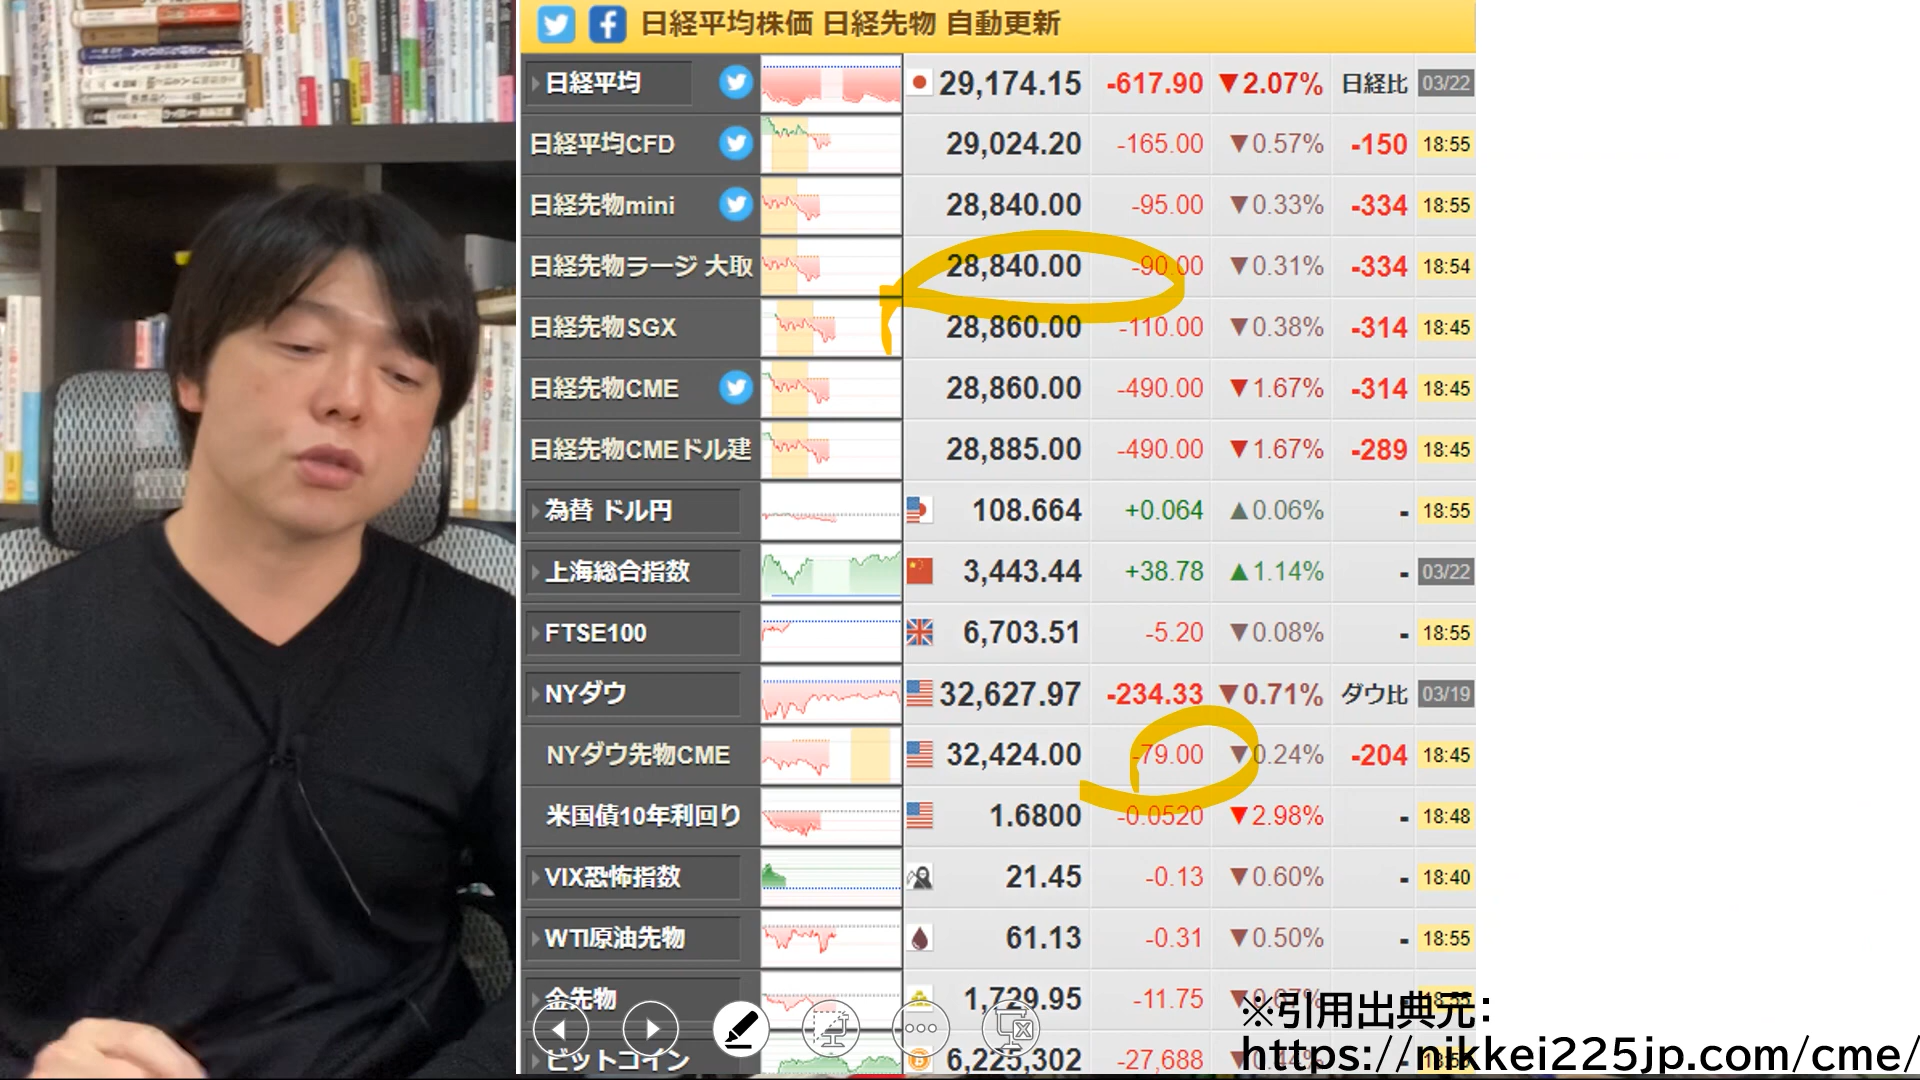 日経平均株価 日経先物 自動更新
日経平均 29,174.15 -617.90 ▼2.07% 日経比 03/22
日経平均CFD 29,024.20 -165.00 ▼0.57% -150 18:55
日経先物mini 28,840.00 -95.00 ▼0.33% -334 18:55
日経先物ラージ 大取 28,840.00 -90.00 ▼0.31% -334 18:54
日経先物SGX 28,860.00 -110.00 ▼0.38% -314 18:45
日経先物CME 28,860.00 -490.00 ▼1.67% -314 18:45
日経先物CMEドル建 28,885.00 -490.00 ▼1.67% -289 18:45
為替 ドル円 108.664 +0.064 ▲0.06% - 18:55
上海総合指数 3,443.44 +38.78 ▲1.14% - 03/22
FTSE100 6,703.51 -5.20 ▼0.08% - 18:55
NYダウ 32,627.97 -234.33 ▼0.71% ダウ比 03/19
NYダウ先物CME 32,424.00 -79.00 ▼0.24% -204 18:45
米国債10年利回り 1.6800 -0.0520 ▼2.98% - 18:48
VIX恐怖指数 21.45 -0.13 ▼0.60% - 18:40
WTI原油先物 61.13 -0.31 ▼0.50% - 18:55
金先物 1,729.95 -11.75
ビットコイン 6,225,302 -27,688
※引用出典元：
https://nikkei225jp.com/cme/